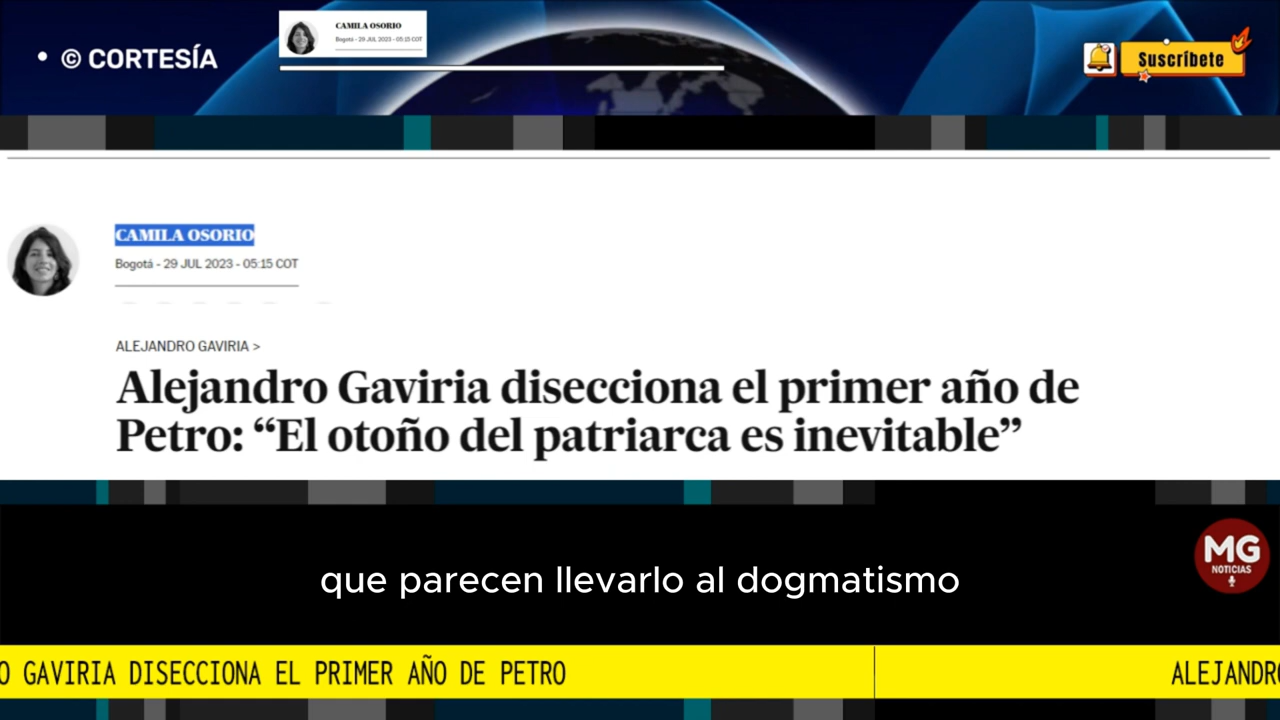 © CORTESÍA
CAMILA OSORIO
Bogotá - 29 JUL 2023 - 05:15 COT
Suscríbete
CAMILA OSORIO
Bogotá - 29 JUL 2023 - 05:15 COT
ALEJANDRO GAVIRIA >
Alejandro Gaviria disecciona el primer año de
Petro: “El otoño del patriarca es inevitable”
MG
NOTICIAS
que parecen llevarlo al dogmatismo
O GAVIRIA DISECCIONA EL PRIMER AÑO DE PETRO
ALEJANDR